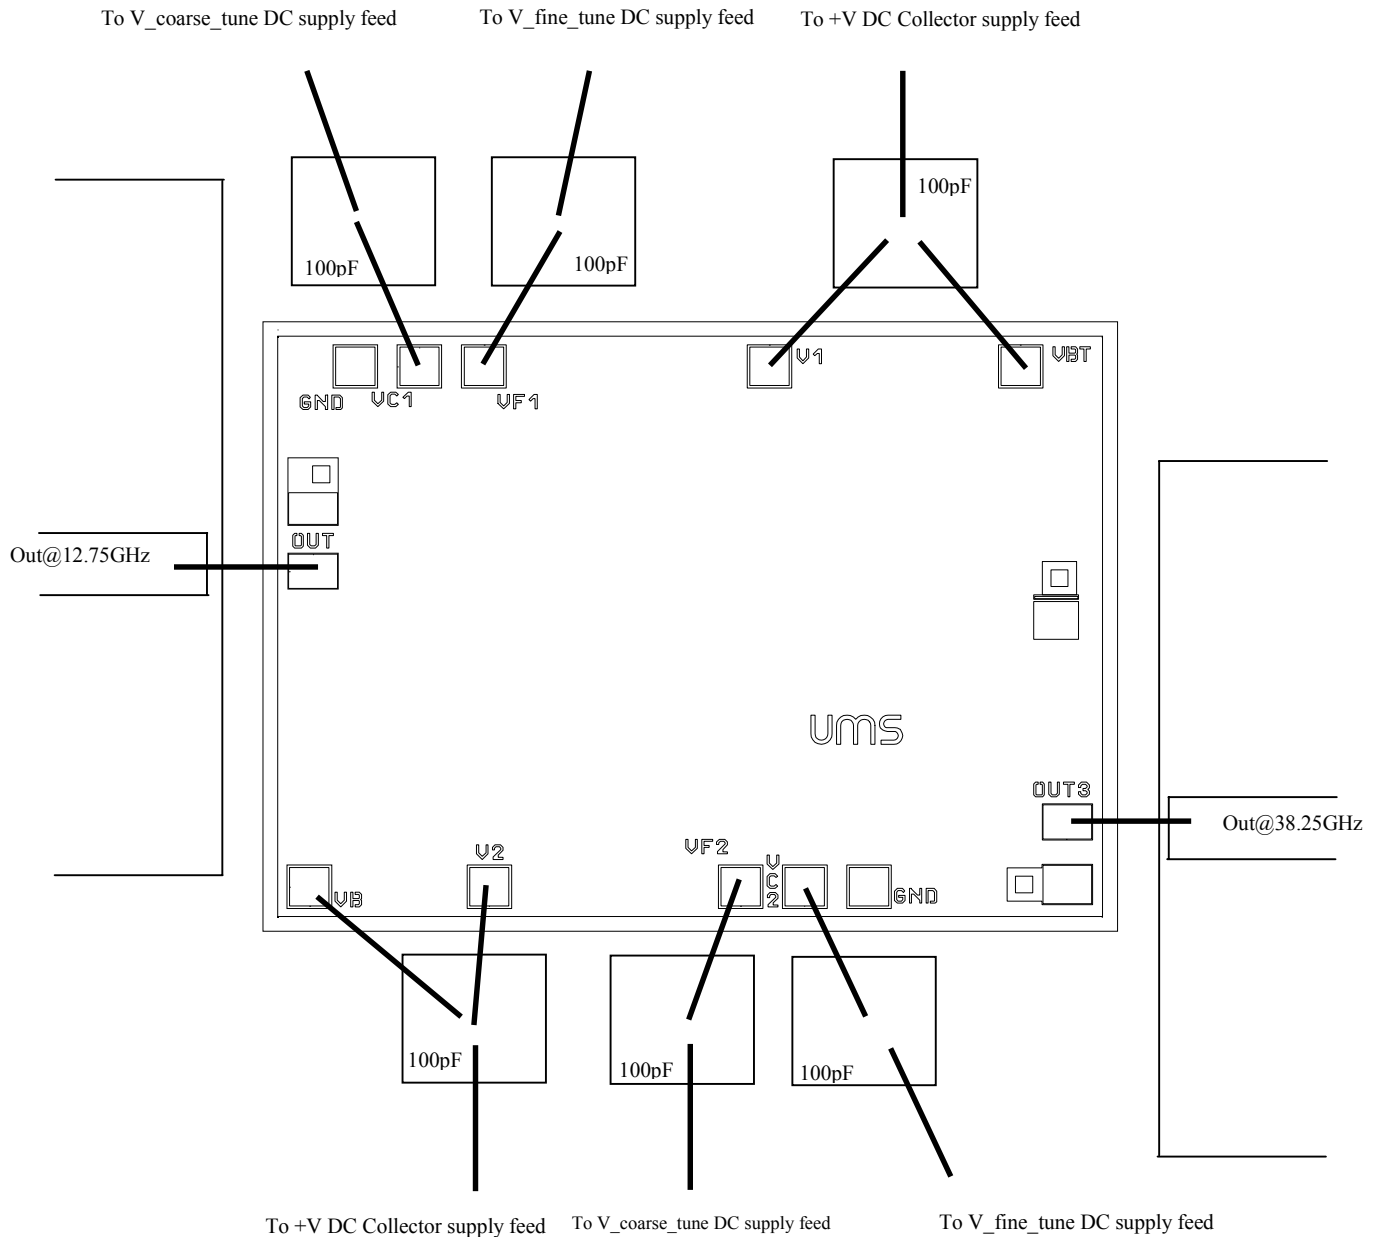 To V_coarse_tune DC supply feed
To V_fine_tune DC supply feed
To +V DC Collector supply feed
100pF
100pF
100pF
GND
VC1
VF1
V1
VBT
OUT
Out@12.75GHz
ums
OUT3
Out@38.25GHz
VB
V2
VF2
VC2
GND
100pF
100pF
100pF
To +V DC Collector supply feed
To V_coarse_tune DC supply feed
To V_fine_tune DC supply feed